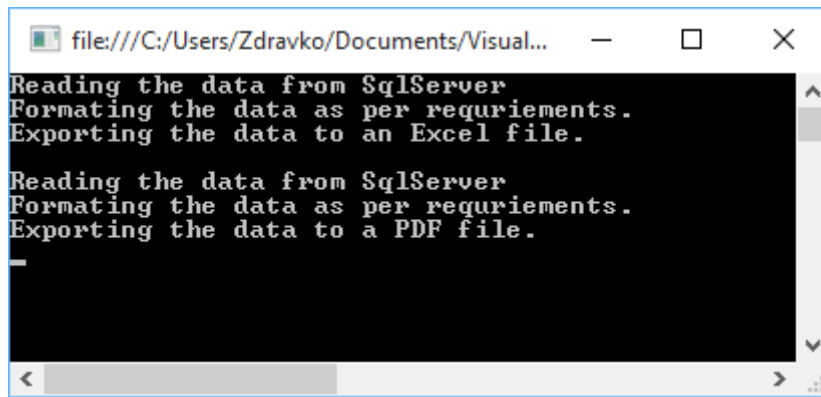 file:///C:/Users/Zdravko/Documents/Visual...
Reading the data from SqlServer
Formating the data as per requriements.
Exporting the data to an Excel file.
Reading the data from SqlServer
Formating the data as per requriements.
Exporting the data to a PDF file.